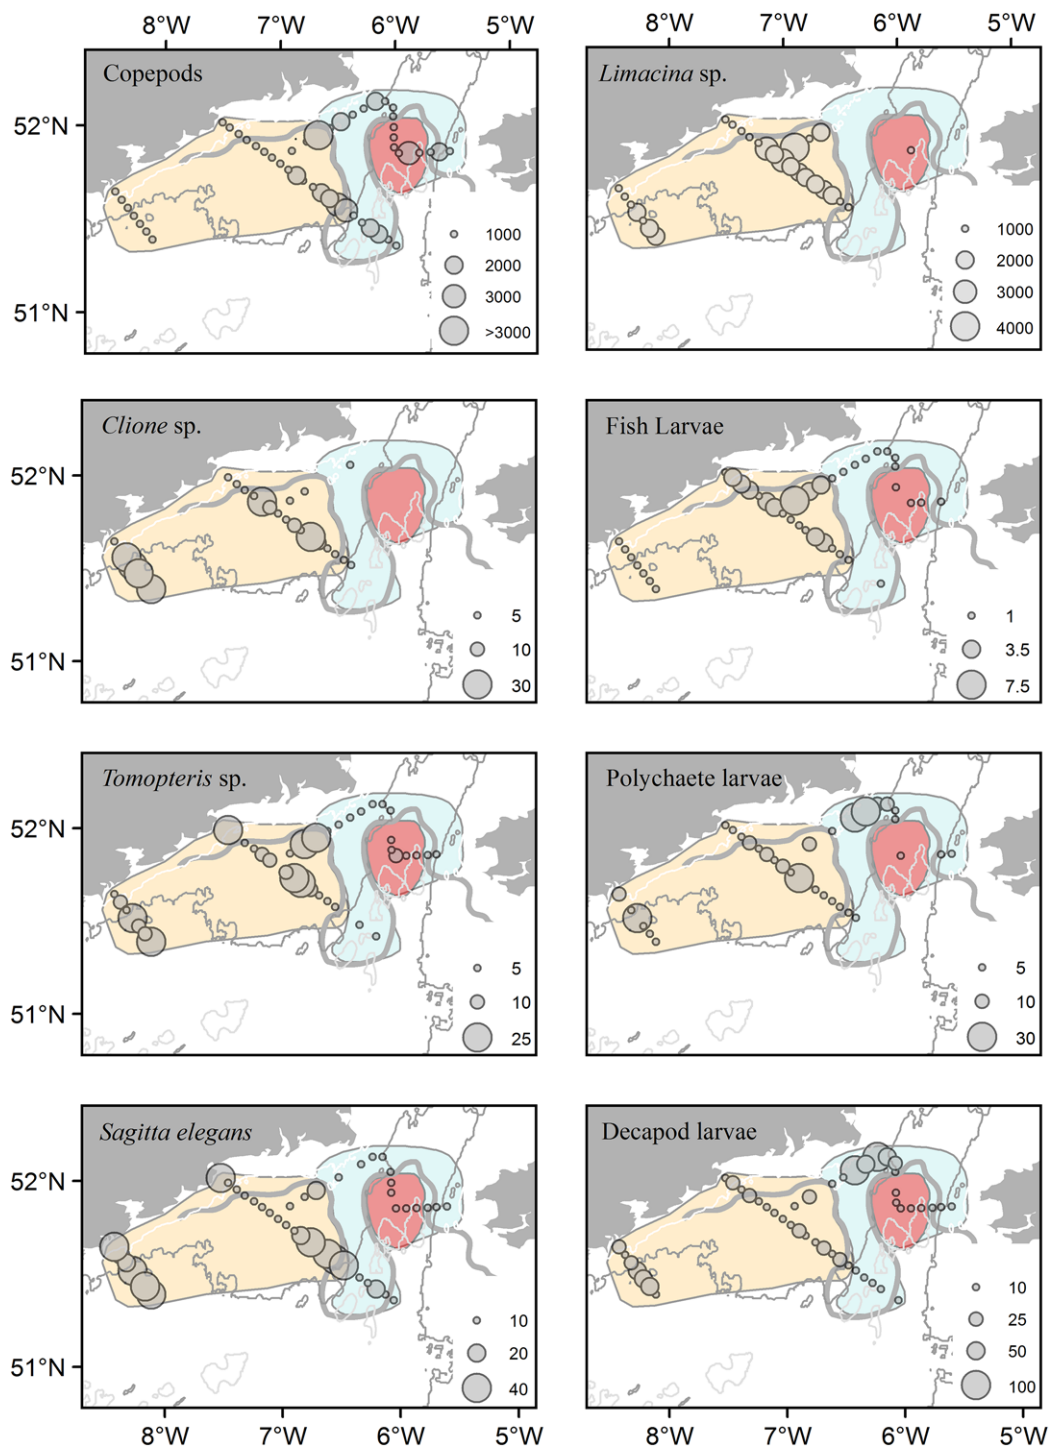 8°W 7°W 6°W 5°W
8°W 7°W 6°W 5°W
Copepods
Limacina sp.
52°N
1000
2000
3000
>3000
1000
2000
3000
4000
51°N
Clione sp.
Fish Larvae
52°N
5
10
30
1
3.5
7.5
51°N
Tomopteris sp.
Polychaete larvae
52°N
5
10
25
5
10
30
51°N
Sagitta elegans
Decapod larvae
52°N
10
20
40
10
25
50
100
51°N
8°W 7°W 6°W 5°W
8°W 7°W 6°W 5°W